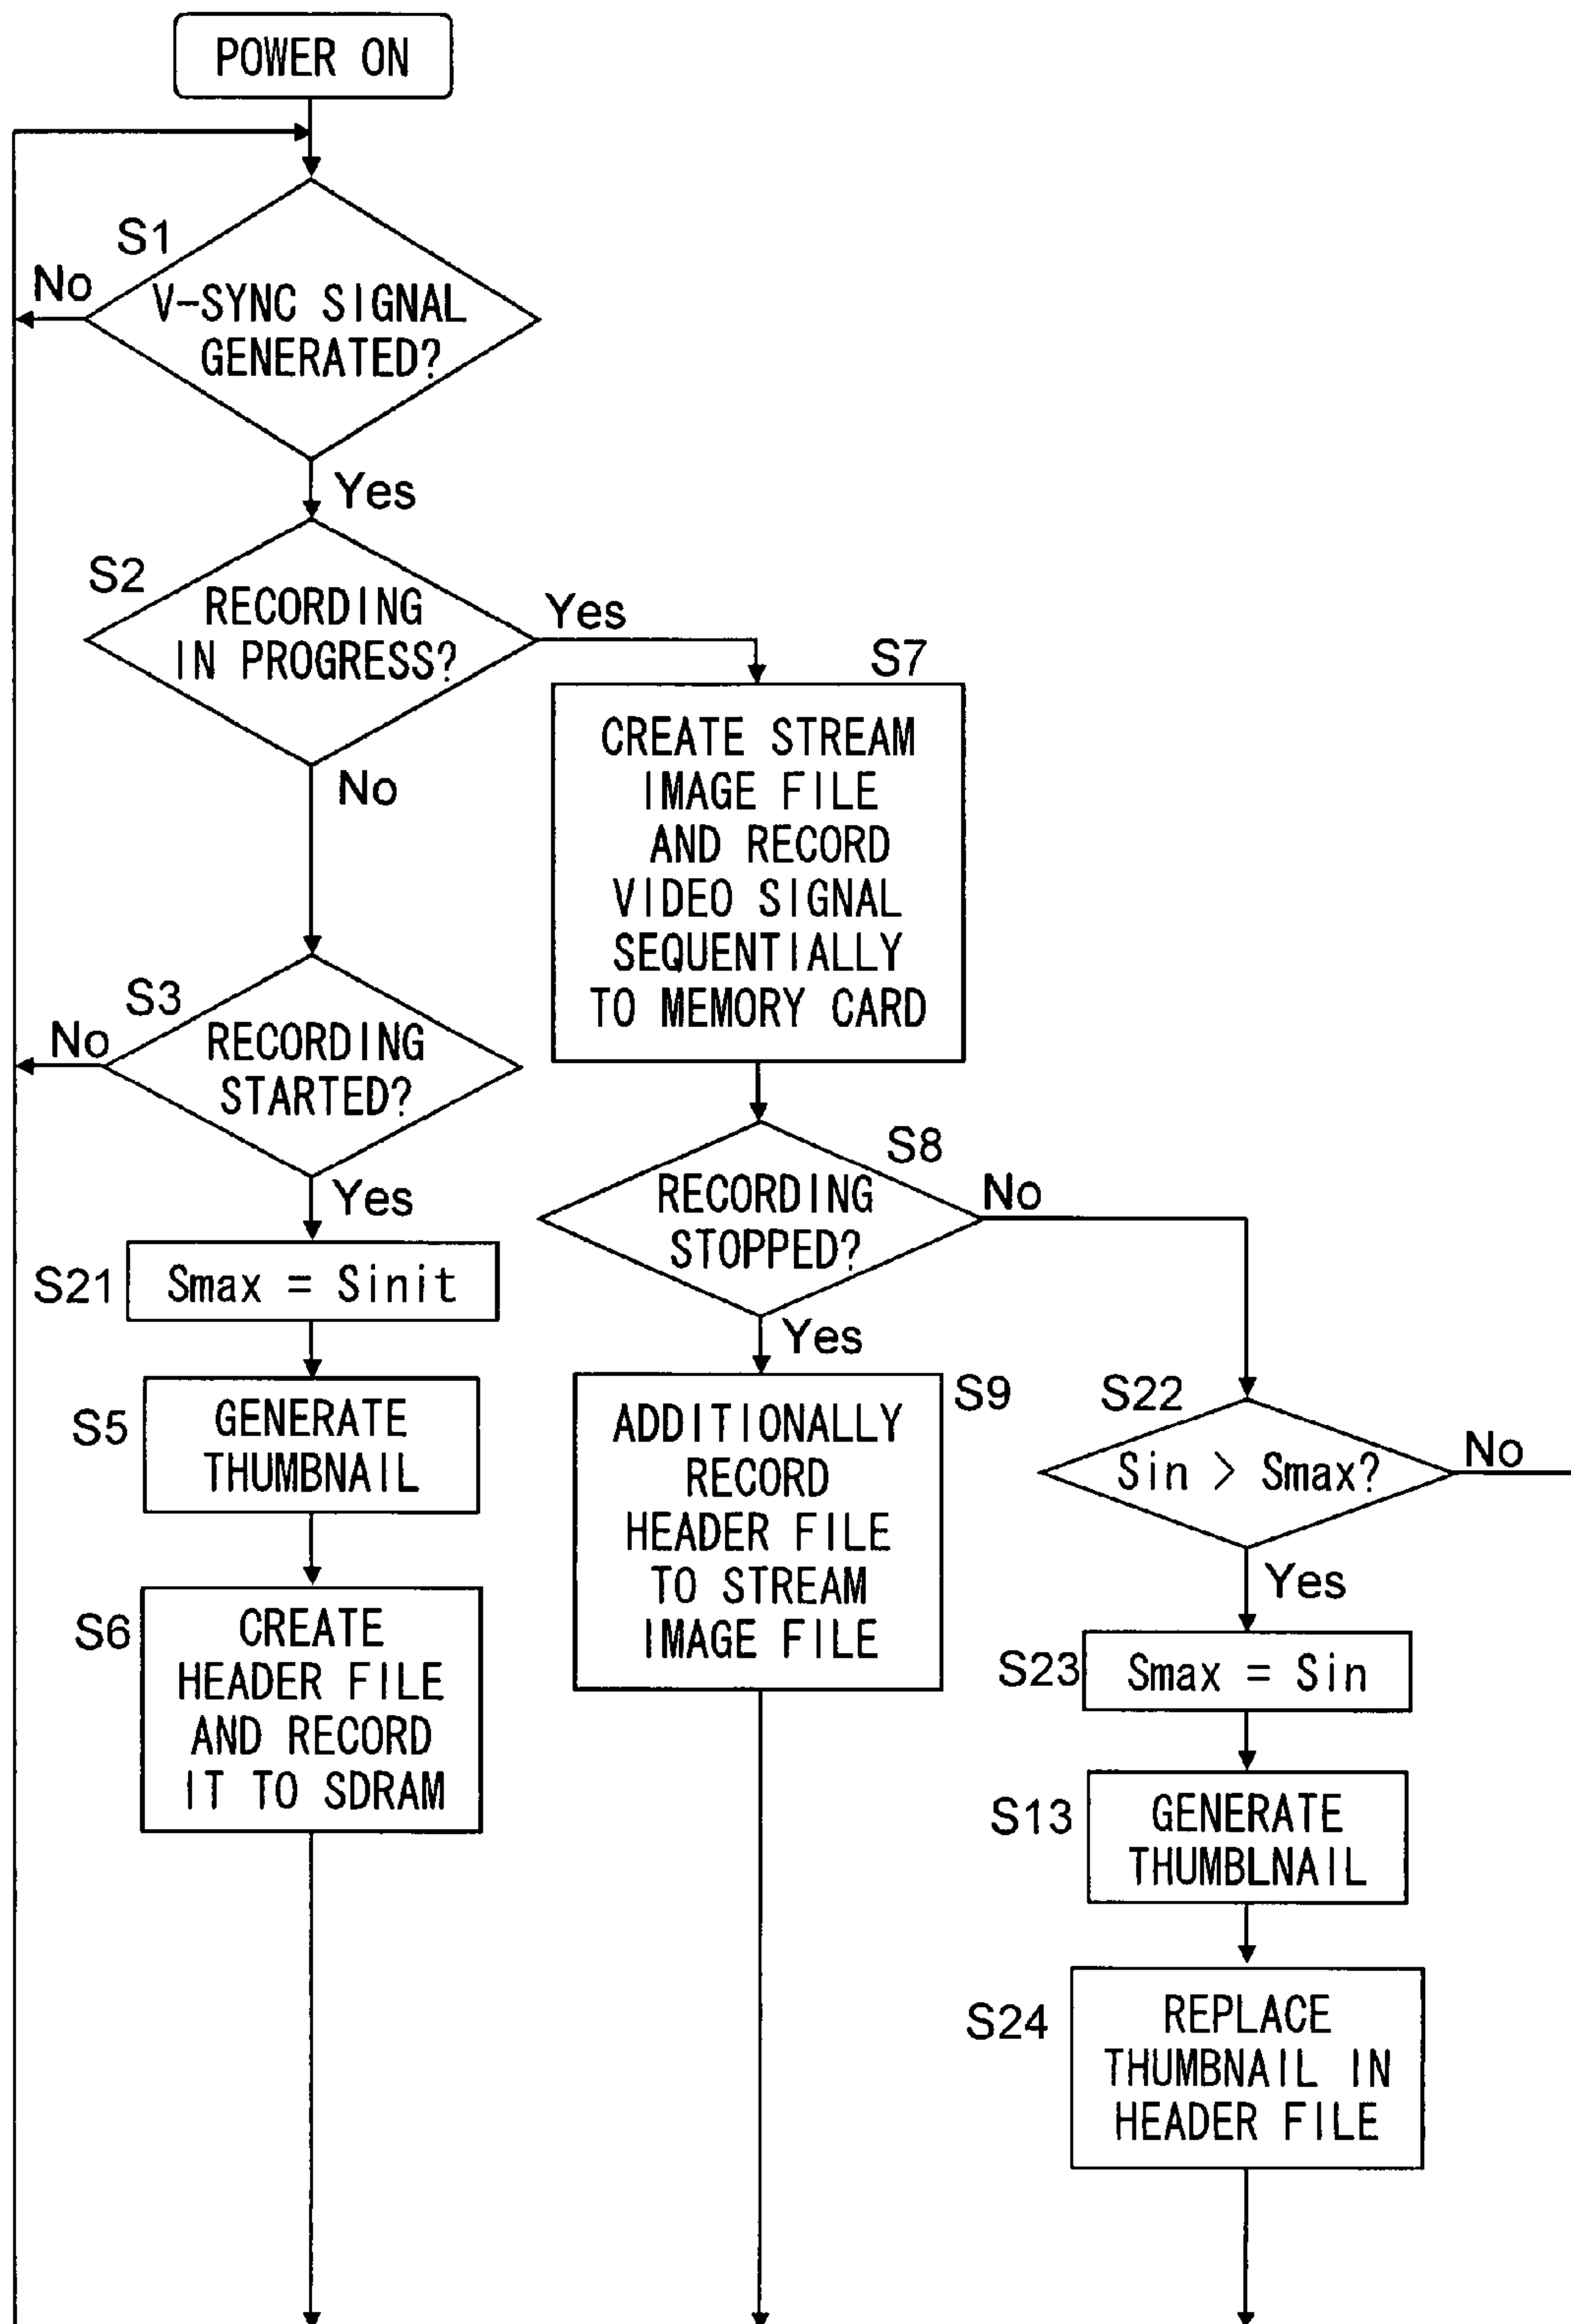 POWER ON
S1
No
V-SYNC SIGNAL
GENERATED?
Yes
S2
RECORDING
IN PROGRESS?
Yes
No
S7
CREATE STREAM
IMAGE FILE
AND RECORD
VIDEO SIGNAL
SEQUENTIALLY
TO MEMORY CARD
S3
No
RECORDING
STARTED?
Yes
S8
RECORDING
STOPPED?
No
Yes
S21
Smax = Sinit
S5
GENERATE
THUMBNAIL
S6
CREATE
HEADER FILE
AND RECORD
IT TO SDRAM
S9
ADDITIONALLY
RECORD
HEADER FILE
TO STREAM
IMAGE FILE
S22
Sin > Smax?
No
Yes
S23
Smax = Sin
S13
GENERATE
THUMBLNAIL
S24
REPLACE
THUMBNAIL IN
HEADER FILE